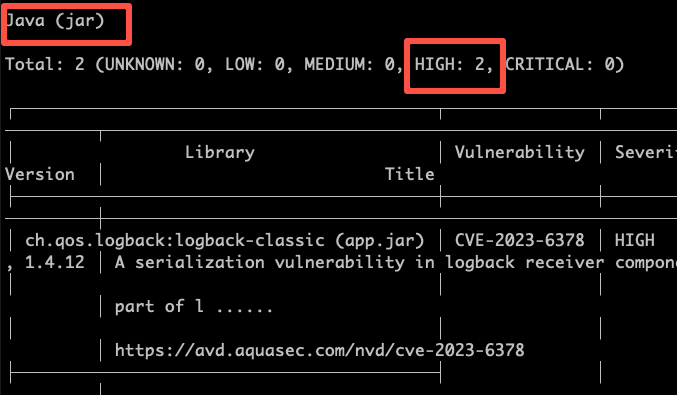 Java (jar)
Total: 2 (UNKNOWN: 0, LOW: 0, MEDIUM: 0, HIGH: 2, CRITICAL: 0)
Library Vulnerability Severi
Version Title
ch.qos.logback:logback-classic (app.jar) CVE-2023-6378 HIGH
, 1.4.12 A serialization vulnerability in logback receiver compon
part of l ......
https://avd.aquasec.com/nvd/cve-2023-6378